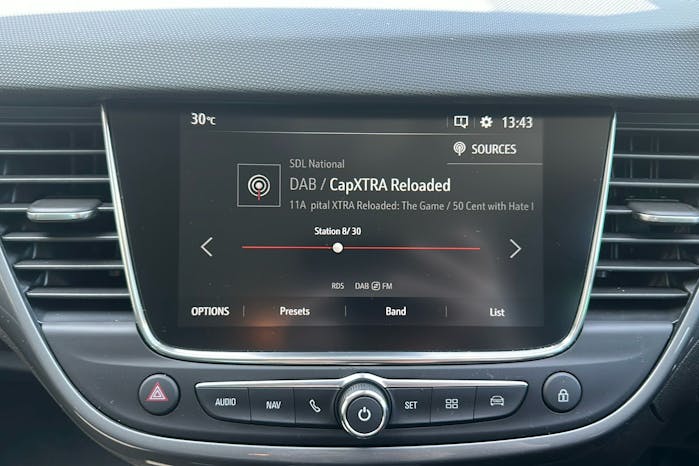 30°C 13:43
SOURCES
SDL National
DAB / CapXTRA Reloaded
11A pital XTRA Reloaded: The Game / 50 Cent with Hate I
Station 8/ 30
RDS DAB FM
OPTIONS Presets Band List
AUDIO NAV SET